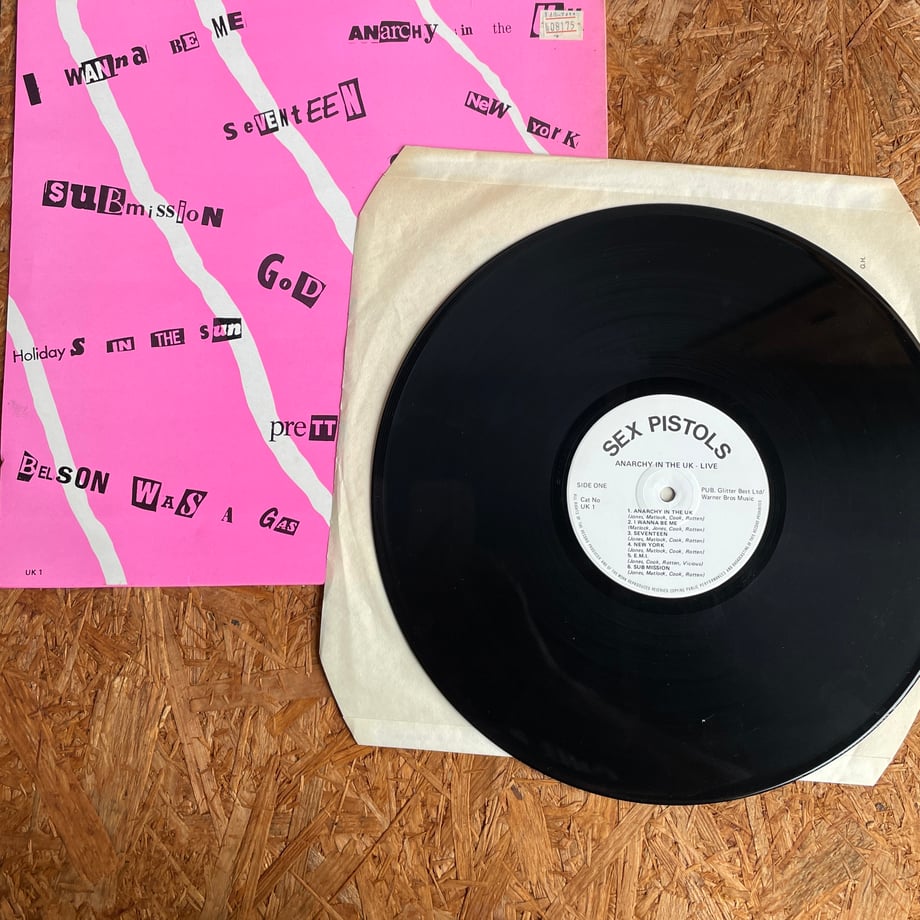 I WANna BE ME
ANarCHy in the
608175
SeVENtEEN
NeW YorK
SuBmissioN
GoD
HolidayS IN THE Sun
preTT
BELSON WAS A GAS
UK 1
G.H.
SEX PISTOLS
ANARCHY IN THE UK - LIVE
SIDE ONE
Cat No
UK 1
PUB. Glitter Best Ltd/
Warner Bros Music
1. ANARCHY IN THE UK
(Jones, Matlock, Cook, Rotten)
2. I WANNA BE ME
(Matlock, Jones, Cook, Rotten)
3. SEVENTEEN
(Jones, Matlock, Cook, Rotten)
4. NEW YORK
(Jones, Matlock, Cook, Rotten)
5. E.M.I.
(Jones, Cook, Rotten, Vicious)
6. SUB MISSION
(Jones, Matlock, Cook, Rotten)